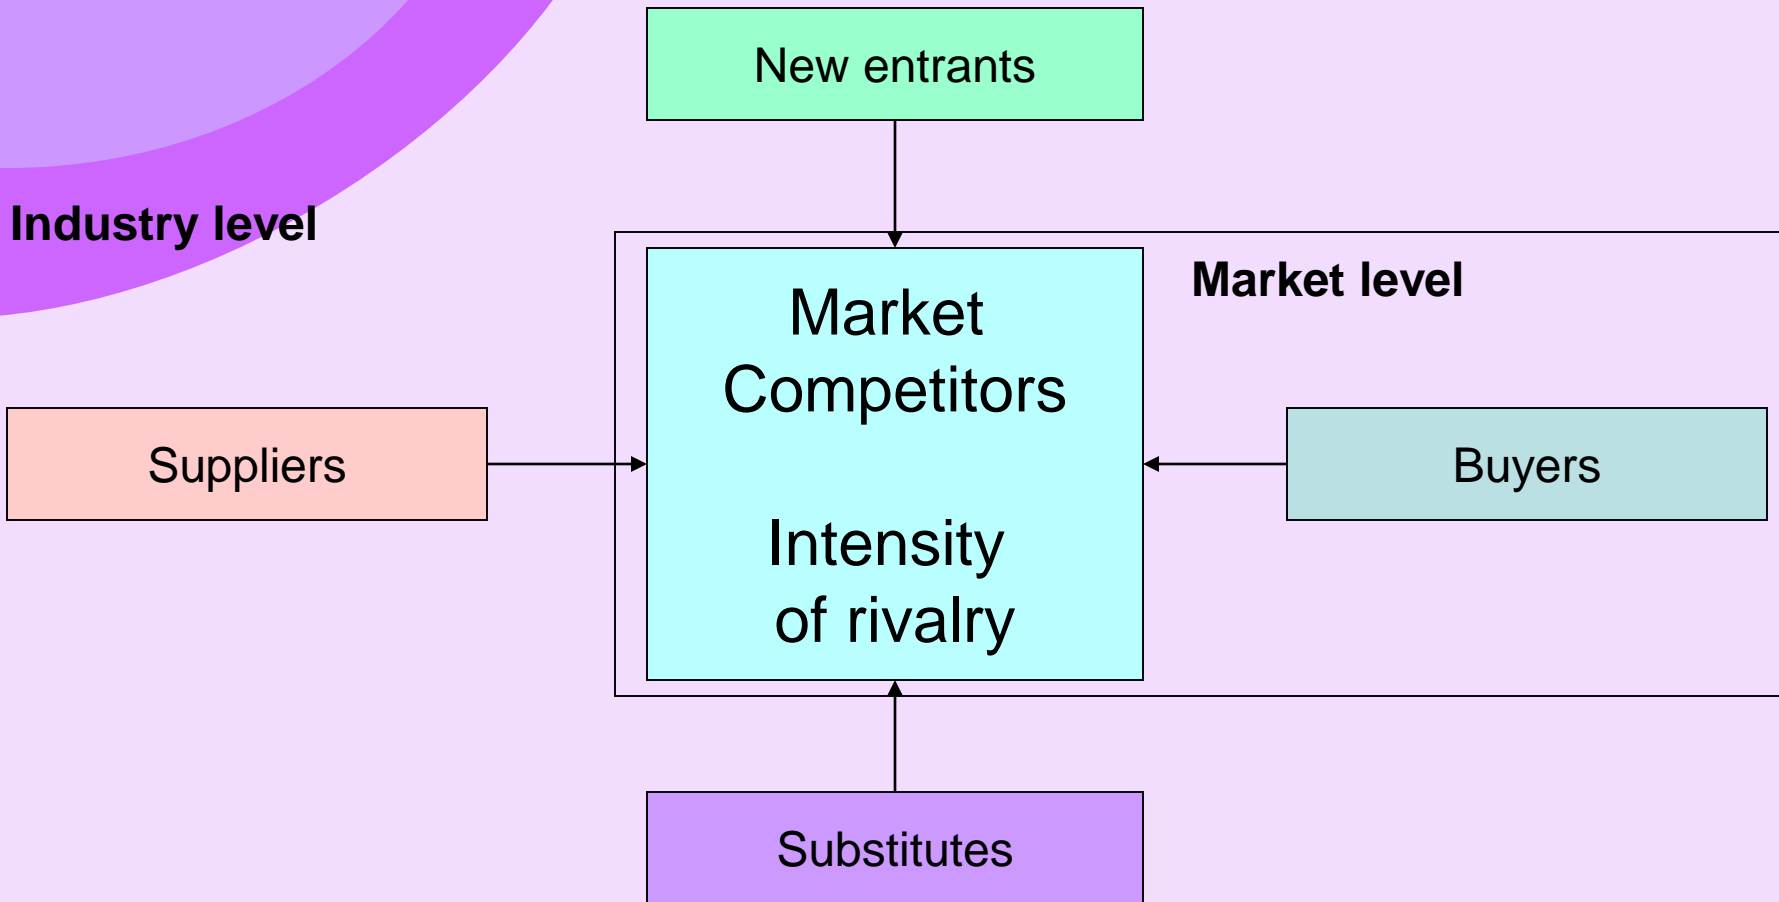 New entrants
Industry level
Market level
Market
Competitors
Intensity
of rivalry
Suppliers
Buyers
Substitutes